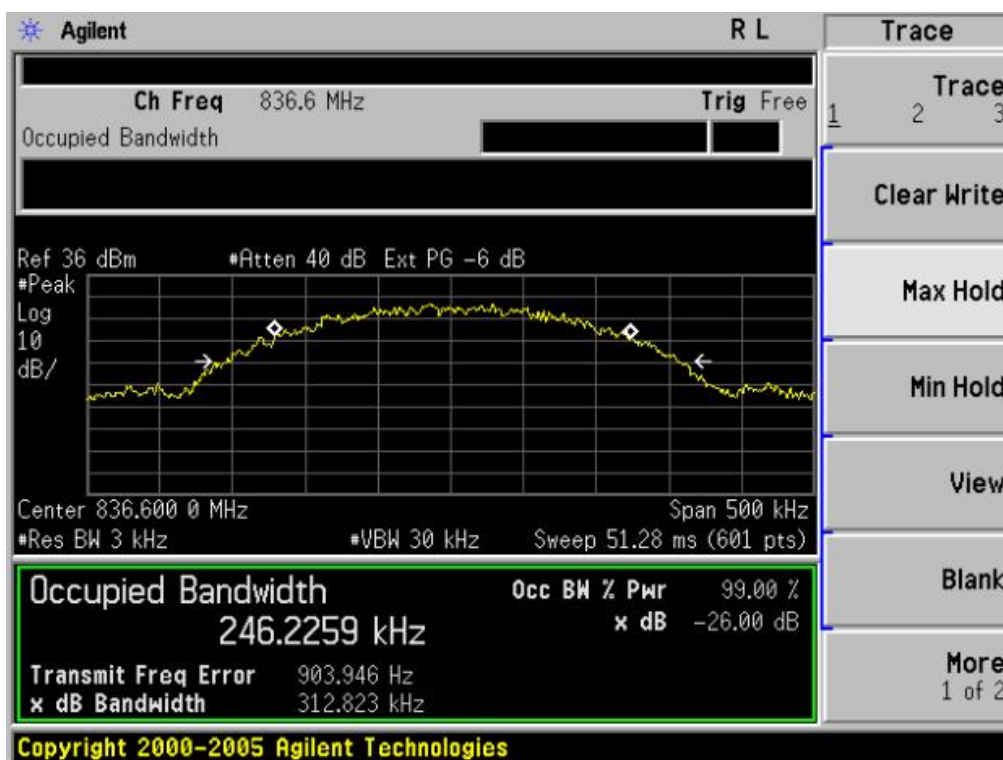 Agilent R L Trace
Ch Freq 836.6 MHz Trig Free
Occupied Bandwidth
Trace
1 2 3
Clear Write
Max Hold
Min Hold
View
Blank
More
1 of 2
Ref 36 dBm #Atten 40 dB Ext PG -6 dB
#Peak
Log
10
dB/
Center 836.600 0 MHz Span 500 kHz
#Res BW 3 kHz #VBW 30 kHz Sweep 51.28 ms (601 pts)
Occupied Bandwidth Occ BW % Pwr 99.00 %
246.2259 kHz x dB -26.00 dB
Transmit Freq Error 903.946 Hz
x dB Bandwidth 312.823 kHz
Copyright 2000-2005 Agilent Technologies